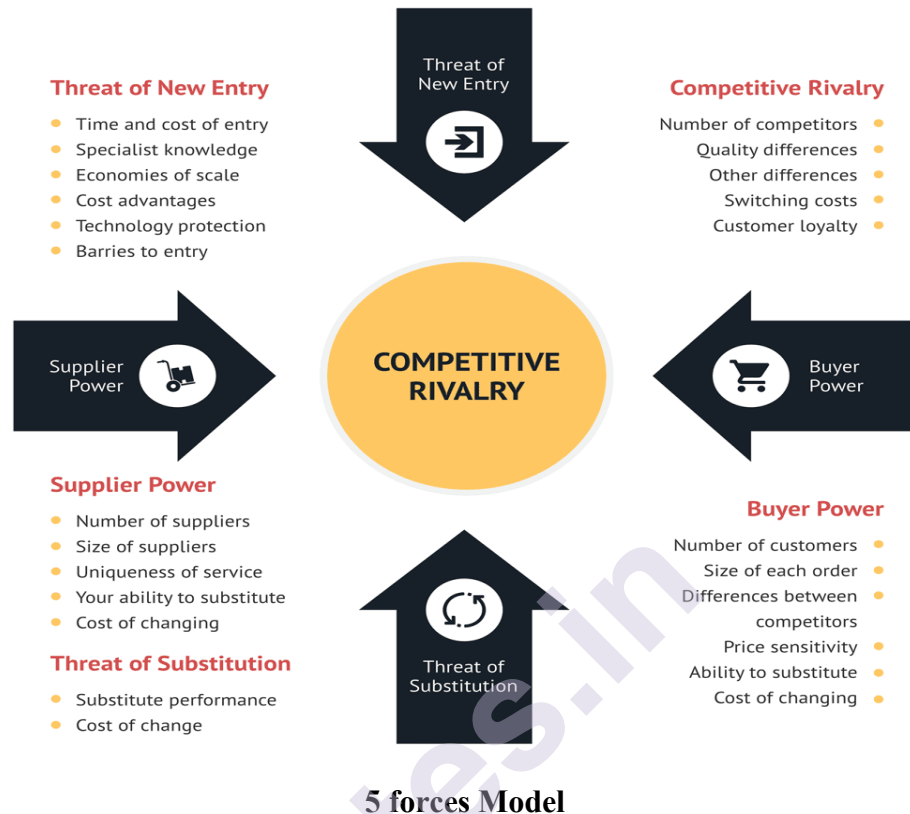 Threat of
New Entry
Threat of New Entry
Time and cost of entry
Specialist knowledge
Economies of scale
Cost advantages
Technology protection
Barries to entry
Competitive Rivalry
Number of competitors
Quality differences
Other differences
Switching costs
Customer loyalty
Supplier
Power
COMPETITIVE
RIVALRY
Buyer
Power
Supplier Power
Number of suppliers
Size of suppliers
Uniqueness of service
Your ability to substitute
Cost of changing
Threat of Substitution
Substitute performance
Cost of change
Threat of
Substitution
Buyer Power
Number of customers
Size of each order
Differences between
competitors
Price sensitivity
Ability to substitute
Cost of changing
5 forces Model